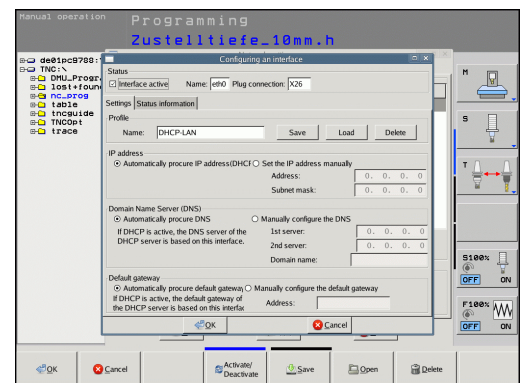 Manual operation
Programming
Zustelltiefe_10mm.h
de01pc9788:
TNC:\
DMU_Progr
lost+foun
nc_prog
table
tncguide
TNCOpt
trace
Configuring an interface
Status
Interface active Name: eth0 Plug connection: X26
Settings Status information
Profile
Name: DHCP-LAN Save Load Delete
IP address
Automatically procure IP address(DHCF Set the IP address manually
Address: 0. 0. 0. 0
Subnet mask: 0. 0. 0. 0
Domain Name Server (DNS)
Automatically procure DNS Manually configure the DNS
If DHCP is active, the DNS server of the
DHCP server is based on this interface.
1st server: 0. 0. 0. 0
2nd server: 0. 0. 0. 0
Domain name:
Default gateway
Automatically procure default gateway Manually configure the default gateway
If DHCP is active, the default gateway of
the DHCP server is based on this interfac
Address:
OK Cancel
M
S
T
S100%
OFF ON
F100%
OFF ON
OK Cancel Activate/
Deactivate Save Open Delete